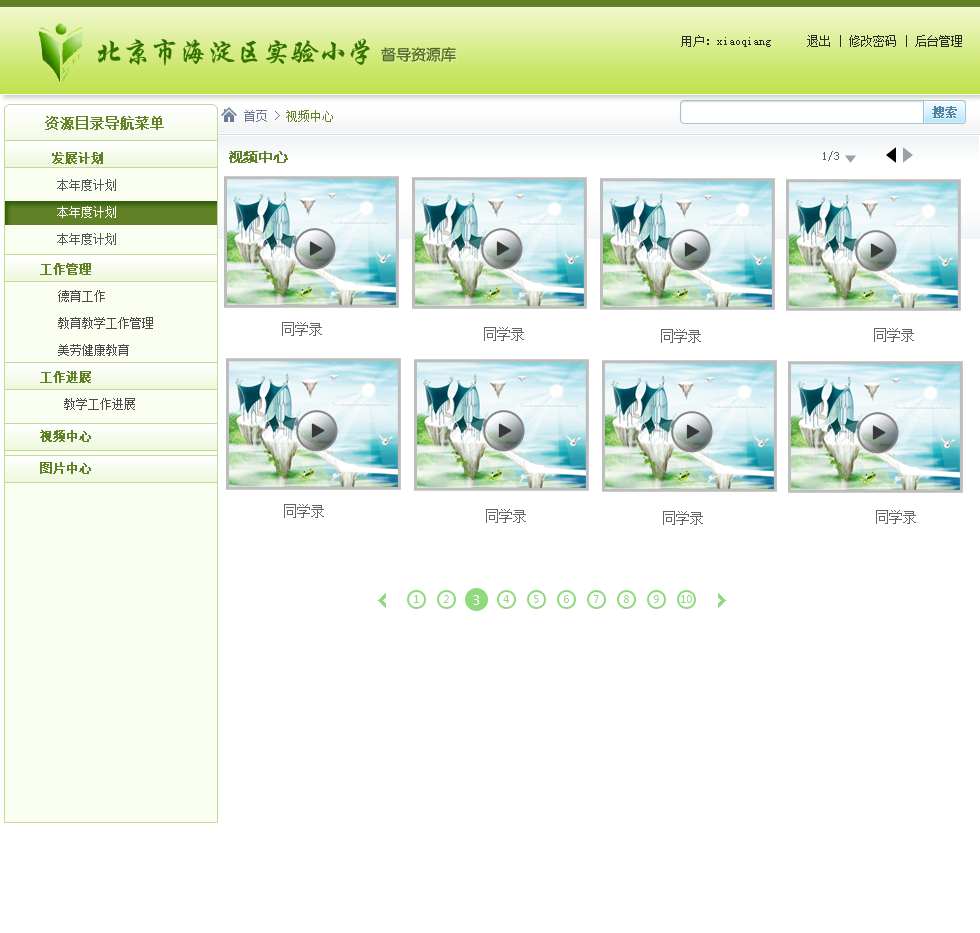 北京市海淀区实验小学 督导资源库
用户: xiaoqiang 退出 | 修改密码 | 后台管理
资源目录导航菜单
发展计划
本年度计划
本年度计划
本年度计划
工作管理
德育工作
教育教学工作管理
美劳健康教育
工作进展
教学工作进展
视频中心
图片中心
首页 > 视频中心
搜索
视频中心
1/3
同学录 同学录 同学录 同学录
同学录 同学录 同学录 同学录
1 2 3 4 5 6 7 8 9 10